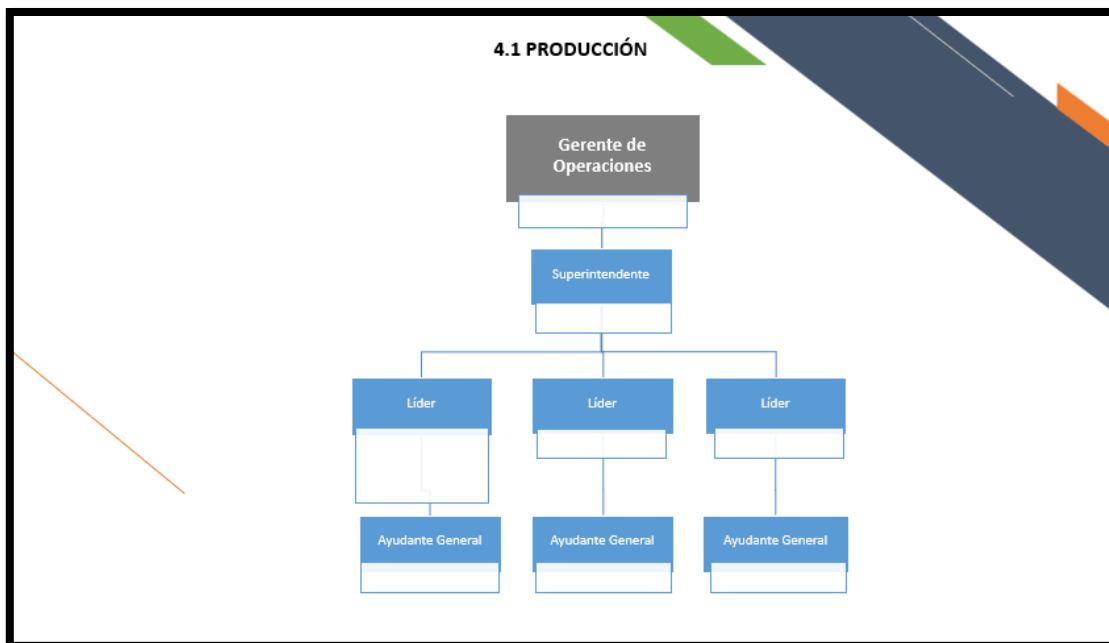 4.1 PRODUCCIÓN
Gerente de
Operaciones
Superintendente
Líder
Líder
Líder
Ayudante General
Ayudante General
Ayudante General